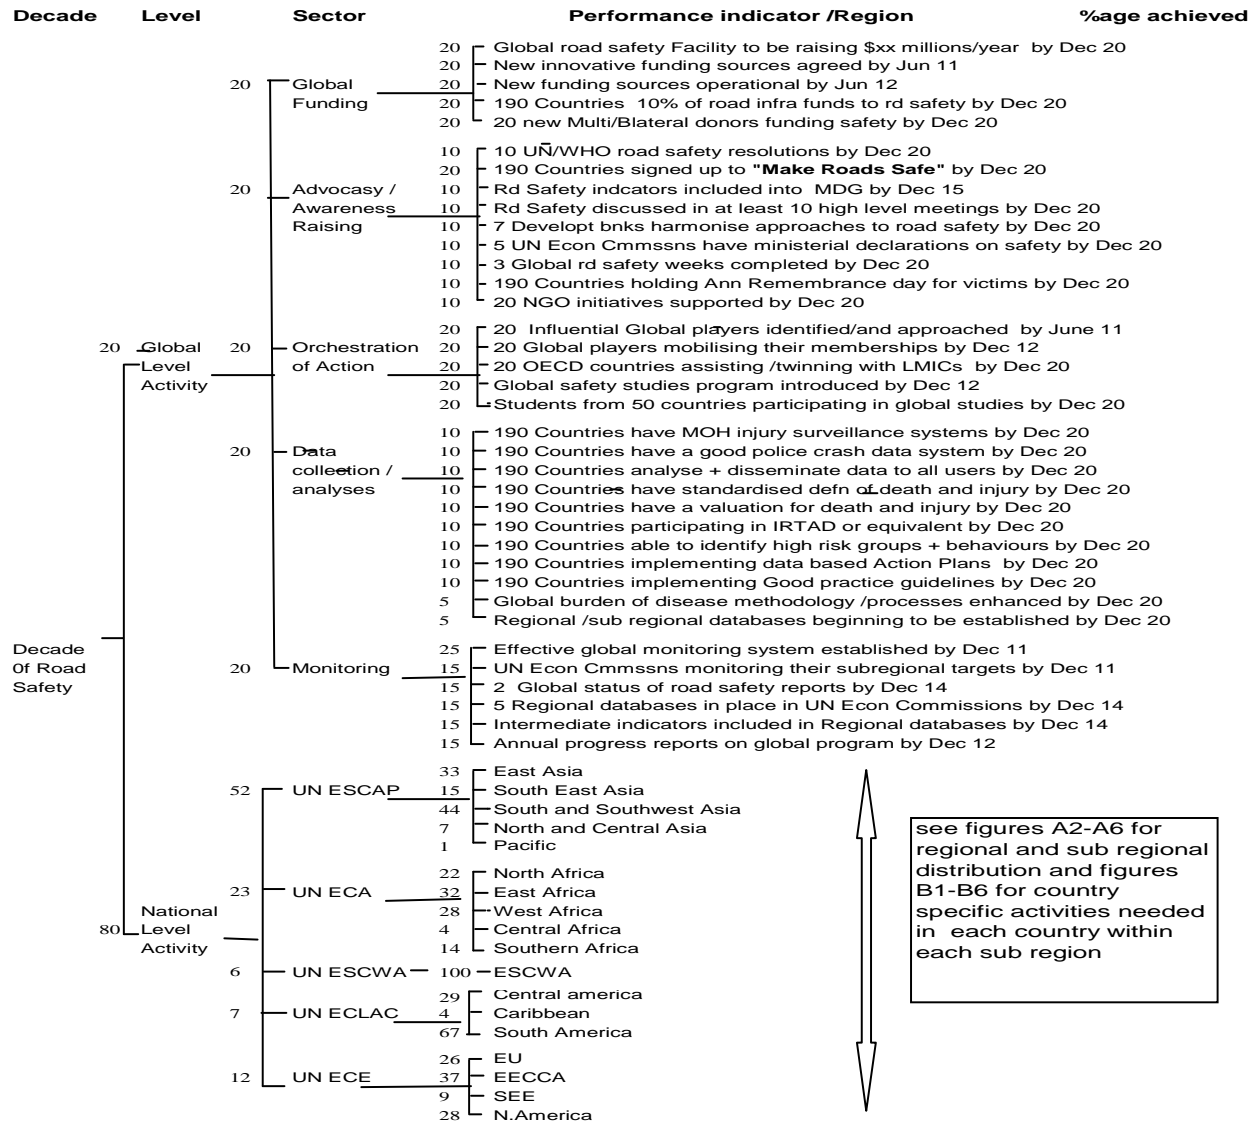 Decade Level Sector Performance indicator /Region %age achieved
20 Global road safety Facility to be raising $xx millions/year by Dec 20
20 New innovative funding sources agreed by Jun 11
20 Global 20 New funding sources operational by Jun 12
Funding 20 190 Countries 10% of road infra funds to rd safety by Dec 20
20 20 new Multi/Blateral donors funding safety by Dec 20
10 10 UN/WHO road safety resolutions by Dec 20
20 190 Countries signed up to "Make Roads Safe" by Dec 20
20 Advocasy / 10 Rd Safety indcators included into MDG by Dec 15
Awareness 10 Rd Safety discussed in at least 10 high level meetings by Dec 20
Raising 10 7 Developt bnks harmonise approaches to road safety by Dec 20
10 5 UN Econ Cmmssns have ministerial declarations on safety by Dec 20
10 3 Global rd safety weeks completed by Dec 20
10 190 Countries holding Ann Remembrance day for victims by Dec 20
10 20 NGO initiatives supported by Dec 20
20 20 Influential Global players identified/and approached by June 11
20 Global 20 Orchestration 20 20 Global players mobilising their memberships by Dec 12
Level of Action 20 20 OECD countries assisting /twinning with LMICs by Dec 20
Activity 20 Global safety studies program introduced by Dec 12
20 Students from 50 countries participating in global studies by Dec 20
10 190 Countries have MOH injury surveillance systems by Dec 20
20 Data 10 190 Countries have a good police crash data system by Dec 20
collection / 10 190 Countries analyse + disseminate data to all users by Dec 20
analyses 10 190 Countries have standardised defn of death and injury by Dec 20
10 190 Countries have a valuation for death and injury by Dec 20
10 190 Countries participating in IRTAD or equivalent by Dec 20
10 190 Countries able to identify high risk groups + behaviours by Dec 20
10 190 Countries implementing data based Action Plans by Dec 20
10 190 Countries implementing Good practice guidelines by Dec 20
5 Global burden of disease methodology /processes enhanced by Dec 20
5 Regional /sub regional databases beginning to be established by Dec 20
Decade
0f Road
Safety
25 Effective global monitoring system established by Dec 11
20 Monitoring 15 UN Econ Cmmssns monitoring their subregional targets by Dec 11
15 2 Global status of road safety reports by Dec 14
15 5 Regional databases in place in UN Econ Commissions by Dec 14
15 Intermediate indicators included in Regional databases by Dec 14
15 Annual progress reports on global program by Dec 12
33 East Asia
52 UN ESCAP 15 South East Asia
44 South and Southwest Asia
7 North and Central Asia
1 Pacific
22 North Africa
23 UN ECA 32 East Africa
28 West Africa
4 Central Africa
14 Southern Africa
National
80 Level
Activity
6 UN ESCWA 100 ESCWA
29 Central america
7 UN ECLAC 4 Caribbean
67 South America
26 EU
12 UN ECE 37 EECCA
9 SEE
28 N.America
see figures A2-A6 for
regional and sub regional
distribution and figures
B1-B6 for country
specific activities needed
in each country within
each sub region